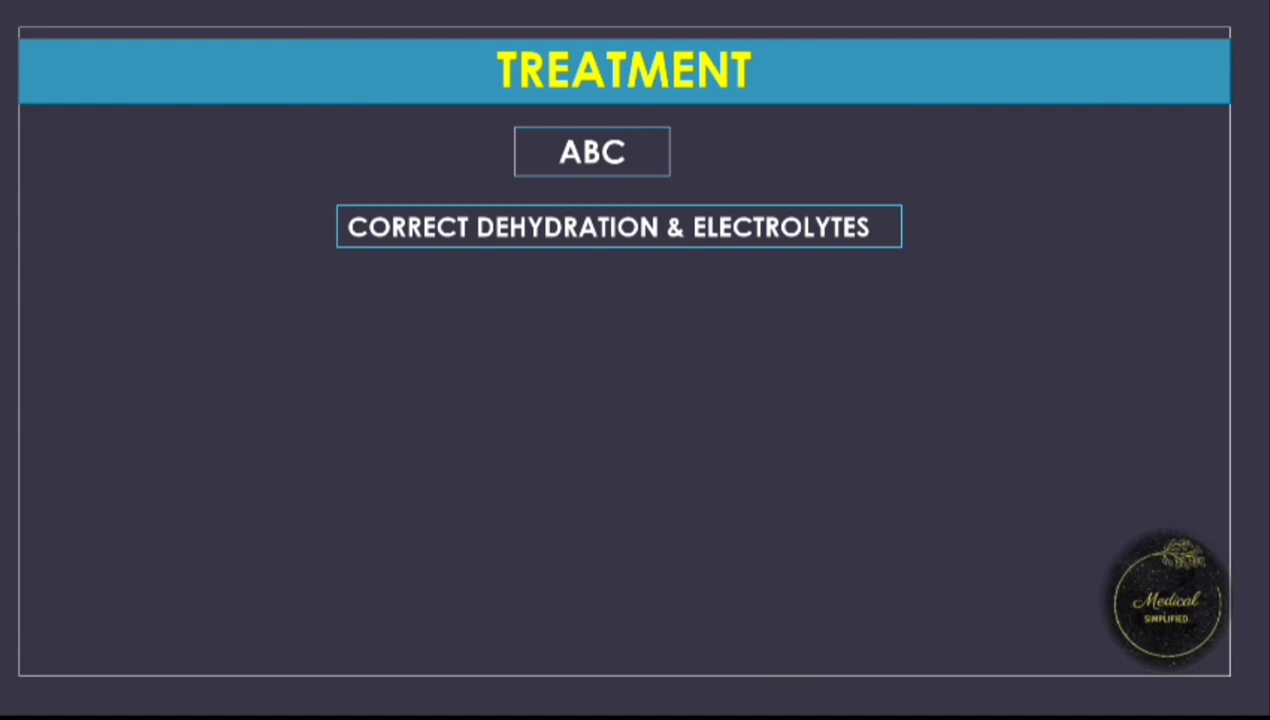 TREATMENT
ABC
CORRECT DEHYDRATION & ELECTROLYTES
Medical
SIMPLIFIED